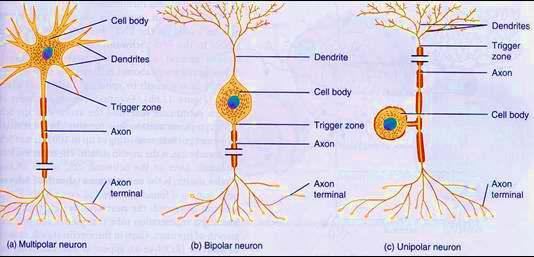 Cell body
Dendrites
Trigger zone
Axon
Axon
terminal
(a) Multipolar neuron
Dendrite
Cell body
Trigger zone
Axon
Axon
terminal
(b) Bipolar neuron
Dendrites
Trigger
zone
Axon
Cell body
Axon
terminal
(c) Unipolar neuron